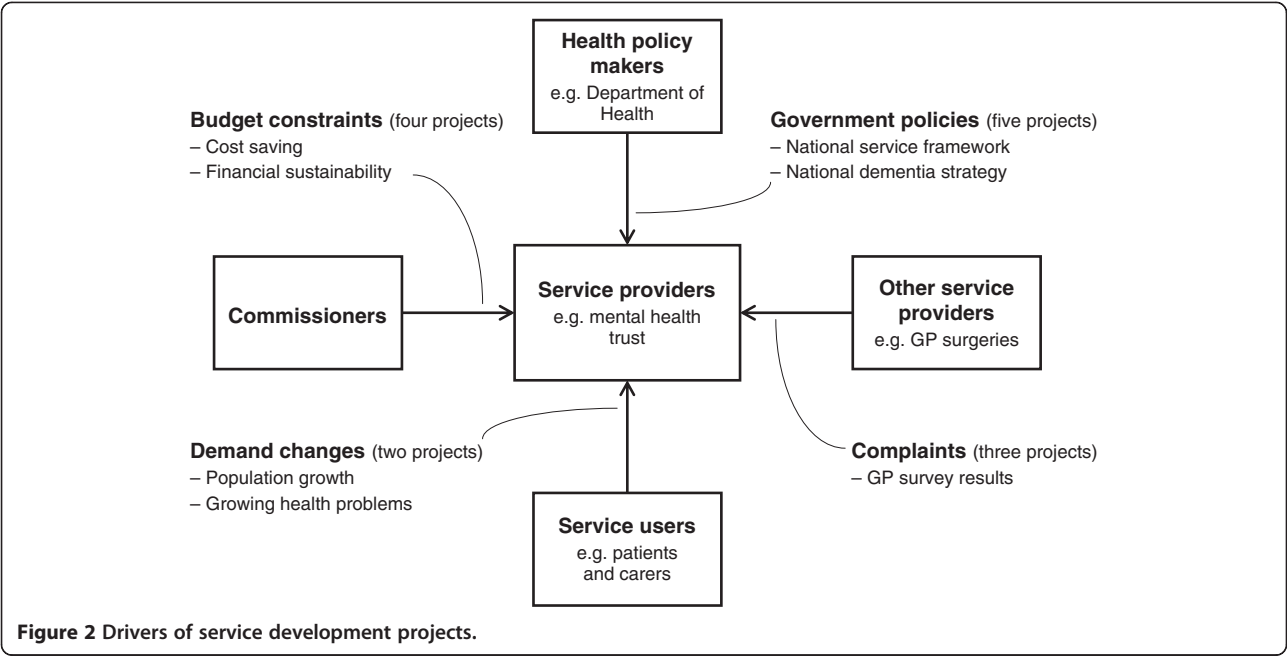 Health policy
makers
e.g. Department of
Health
Budget constraints (four projects)
– Cost saving
– Financial sustainability
Government policies (five projects)
– National service framework
– National dementia strategy
Commissioners
Service providers
e.g. mental health
trust
Other service
providers
e.g. GP surgeries
Demand changes (two projects)
– Population growth
– Growing health problems
Complaints (three projects)
– GP survey results
Service users
e.g. patients
and carers
Figure 2 Drivers of service development projects.